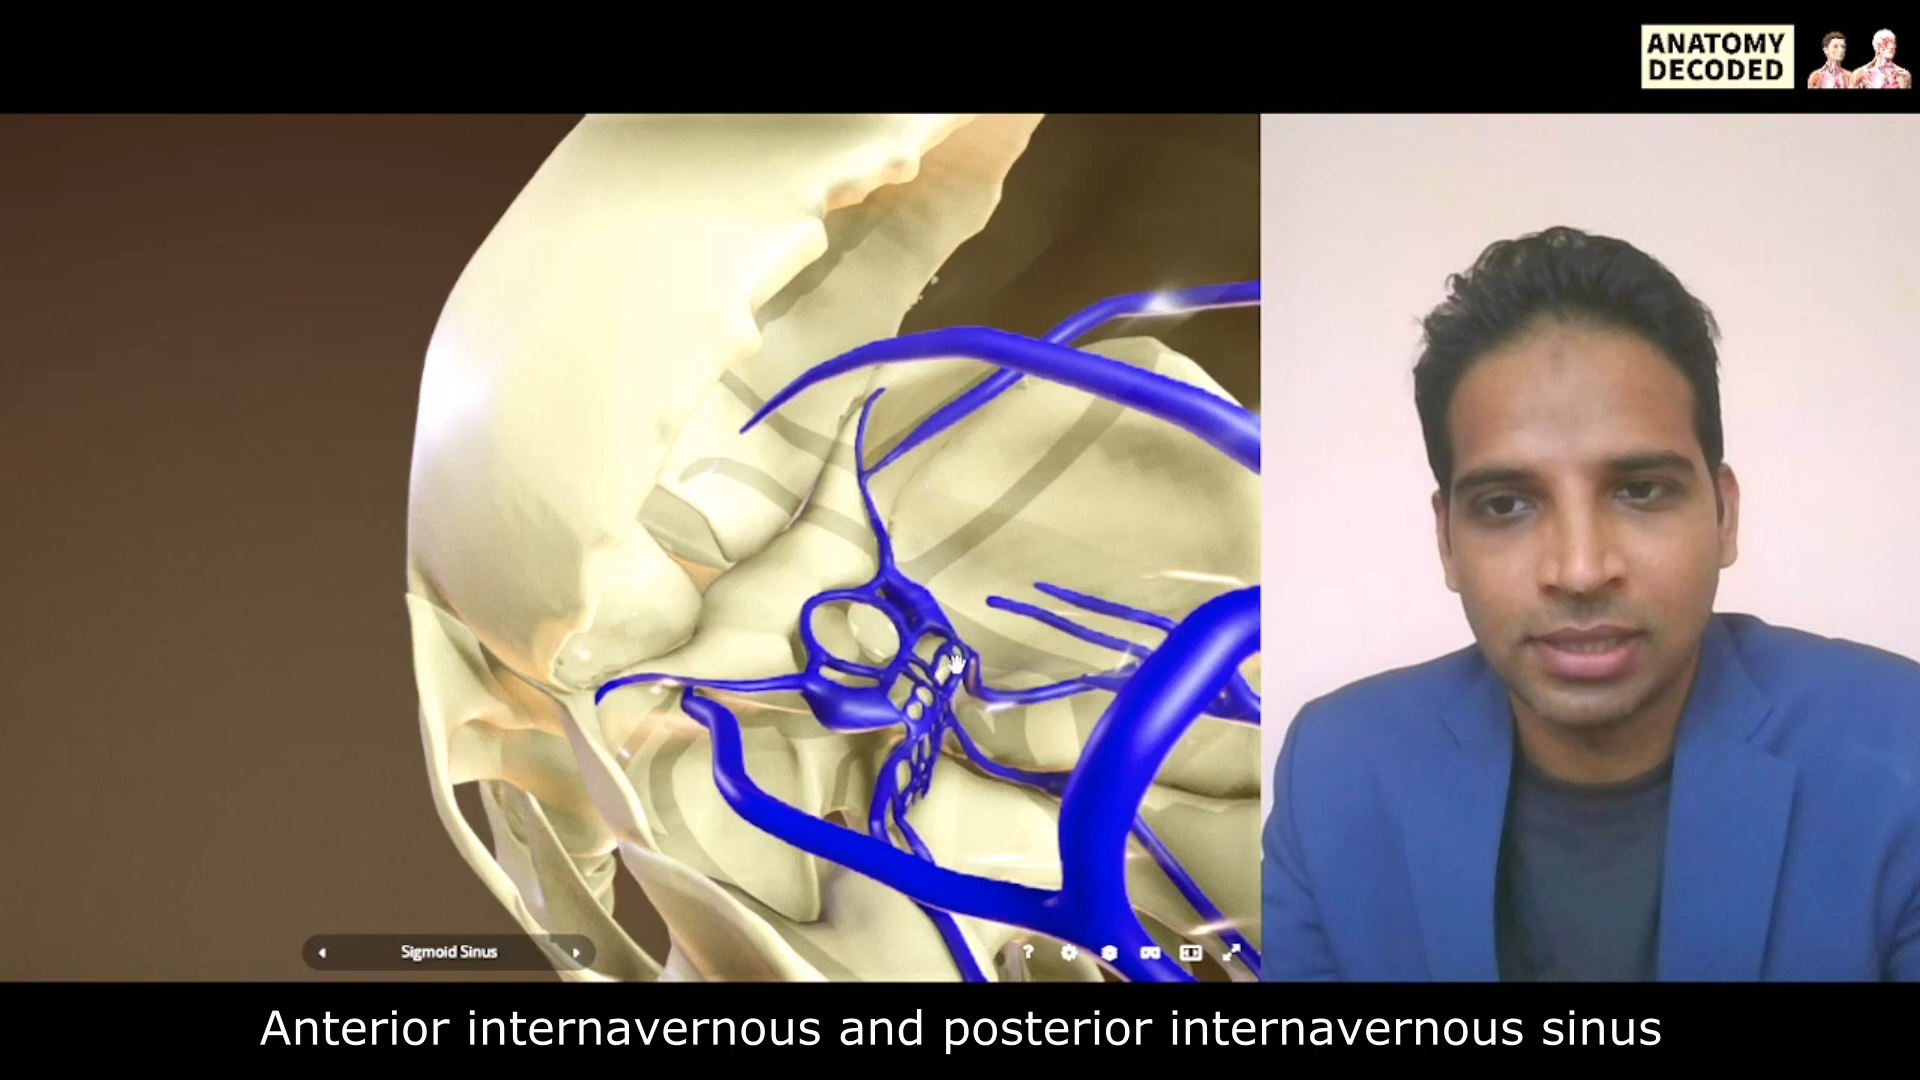 ANATOMY
DECODED
Sigmoid Sinus
?
Anterior internavernous and posterior internavernous sinus